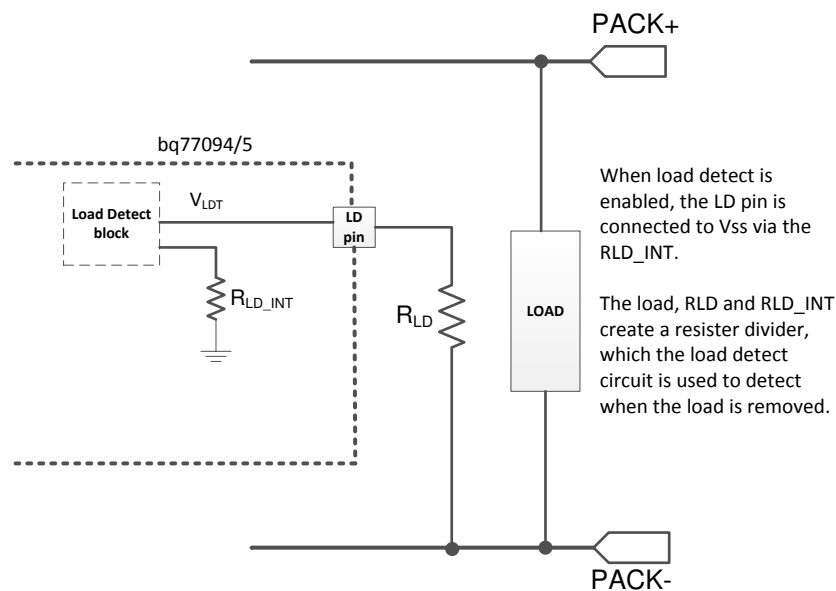 PACK+
bq77094/5
When load detect is
enabled, the LD pin is
connected to Vss via the
RLD_INT.
The load, RLD and RLD_INT
create a resister divider,
which the load detect
circuit is used to detect
when the load is removed.
Load Detect
block
VLDT
LD
pin
RLD_INT
RLD
LOAD
PACK-